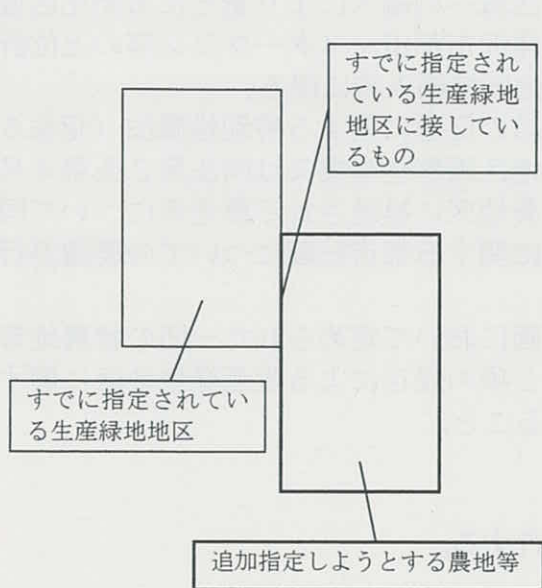 すでに指定され
ている生産緑地
地区に接してい
るもの
すでに指定されてい
る生産緑地地区
追加指定しようとする農地等